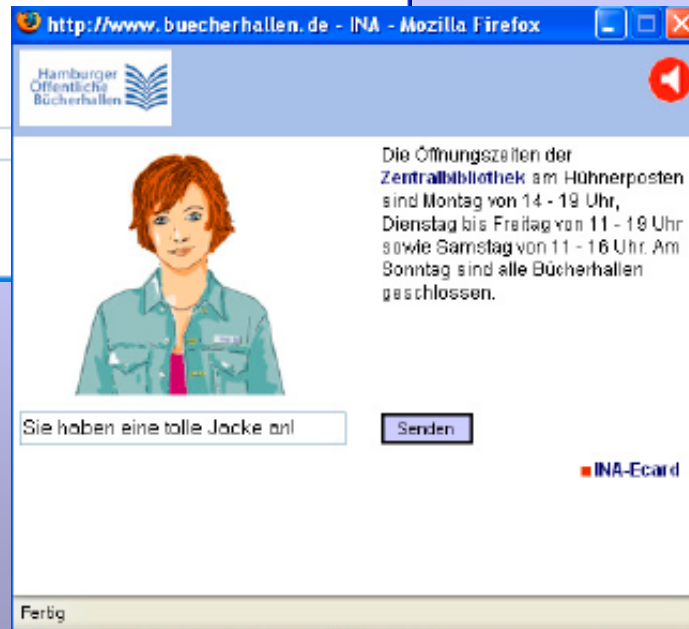 http://www.buecherhallen.de - INA - Mozilla Firefox
Hamburger
Öffentliche
Bücherhallen
Die Öffnungszeiten der
Zentralbibliothek am Hühnerposten
sind Montag von 14 - 19 Uhr,
Dienstag bis Freitag von 11 - 19 Uhr
sowie Samstag von 11 - 16 Uhr. Am
Sonntag sind alle Bücherhallen
geschlossen.
Sie haben eine tolle Jacke an!
Senden
INA-Ecard
Fertig